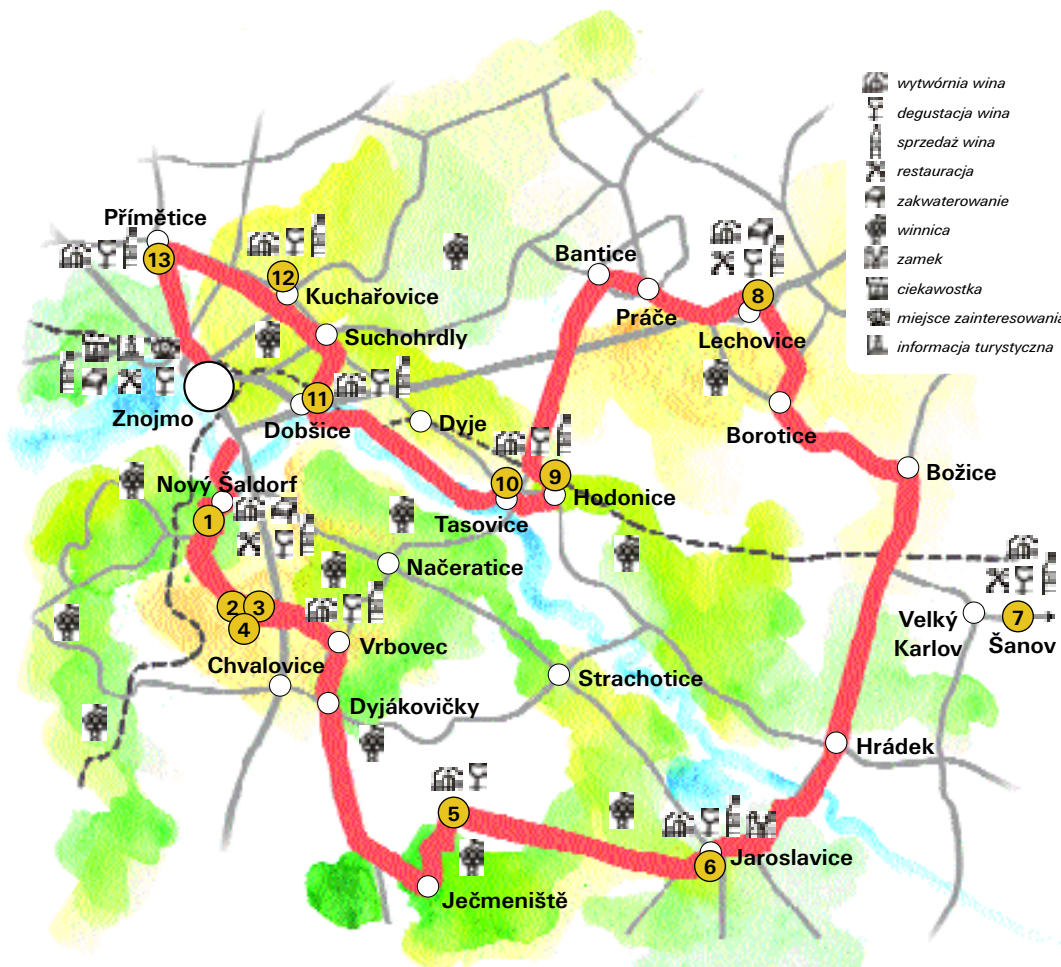 wytwórnia wina
degustacja wina
sprzedaż wina
restauracja
zakwaterowanie
winnica
zamek
ciekawostka
miejsce zainteresowania
informacja turystyczna
Přímětice
13
12
Kuchařovice
Suchohrdly
Bantice
Práče
8
Lechovice
Znojmo
11
Dobšice
Dyje
Borotice
Božice
Nový Šaldorf
1
10
Tasovice
9
Hodonice
Načeratice
2
3
4
Chvalovice
Vrbovec
Dyjákovičky
Strachotice
Velký
Karlov
7
Šanov
Hrádek
5
Ječmeniště
6
Jaroslavice